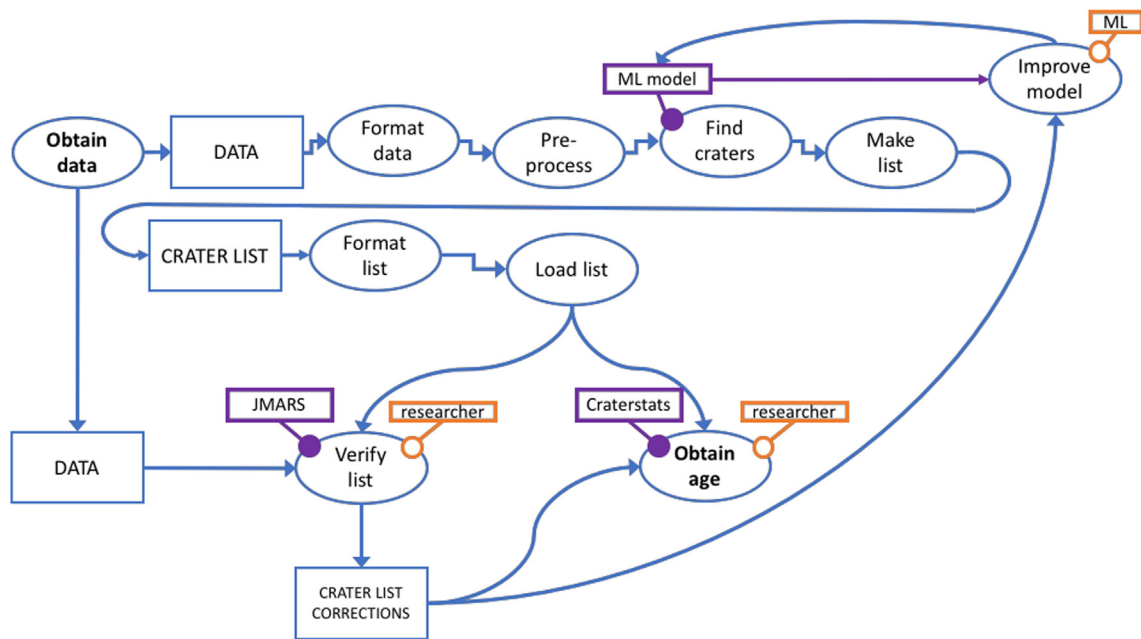 ML
ML model
Improve
model
Obtain
data
DATA
Format
data
Pre-
process
Find
craters
Make
list
CRATER LIST
Format
list
Load list
JMARS
researcher
Craterstats
researcher
DATA
Verify
list
Obtain
age
CRATER LIST
CORRECTIONS